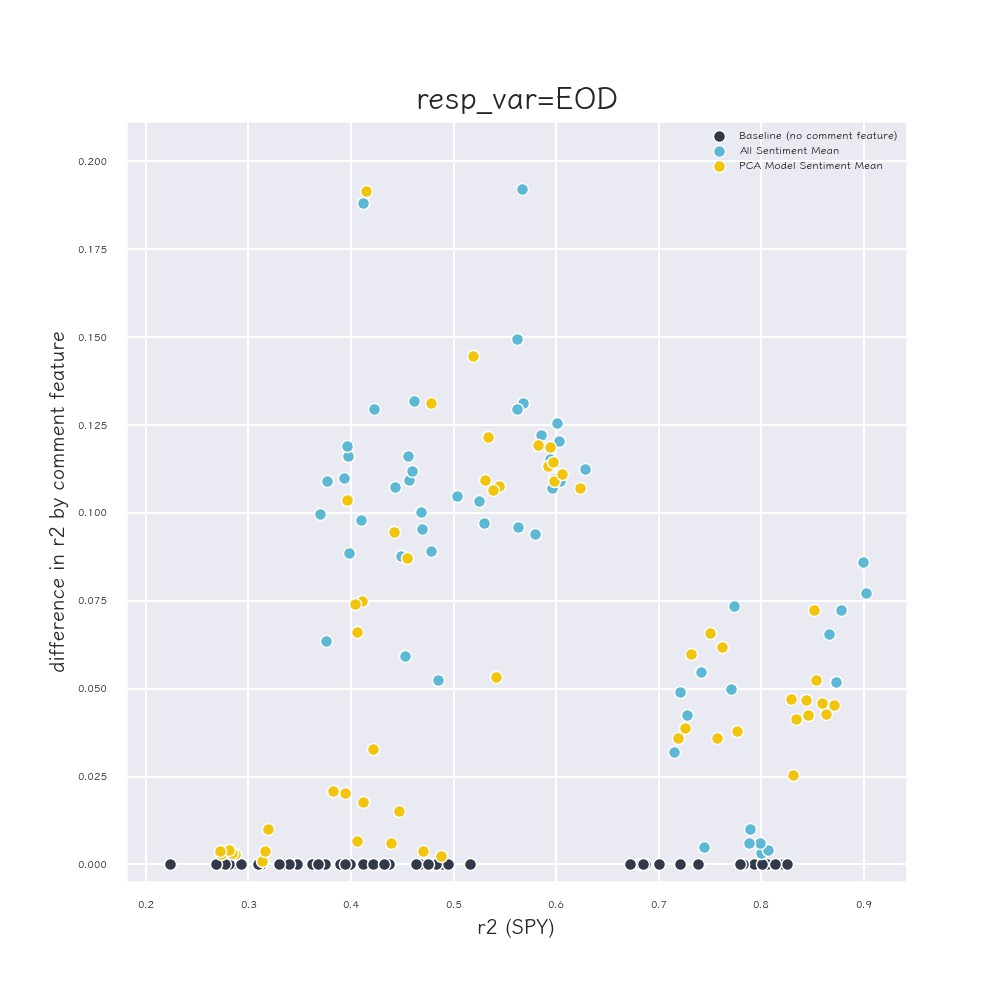 resp_var=EOD
Baseline (no comment feature)
All Sentiment Mean
PCA Model Sentiment Mean
difference in r2 by comment feature
0.200
0.175
0.150
0.125
0.100
0.075
0.050
0.025
0.000
0.2 0.3 0.4 0.5 0.6 0.7 0.8 0.9
r2 (SPY)